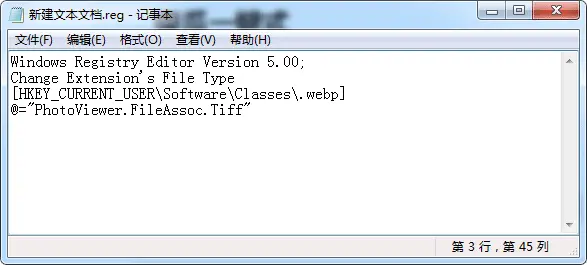 新建文本文档.reg - 记事本
文件(F) 编辑(E) 格式(O) 查看(V) 帮助(H)
Windows Registry Editor Version 5.00;
Change Extension's File Type
[HKEY_CURRENT_USER\Software\Classes\.webp]
@="PhotoViewer.FileAssoc.Tiff"
第 3 行，第 45 列